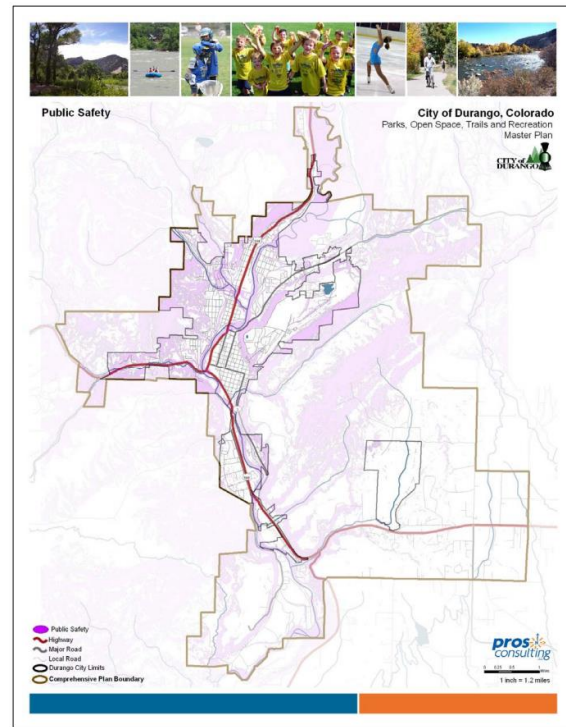 Public Safety
City of Durango, Colorado
Parks, Open Space, Trails and Recreation
Master Plan
CITY of
DURANGO
Public Safety
Highway
Major Road
Local Road
Durango City Limits
Comprehensive Plan Boundary
pros
consulting
1 inch = 1.2 miles